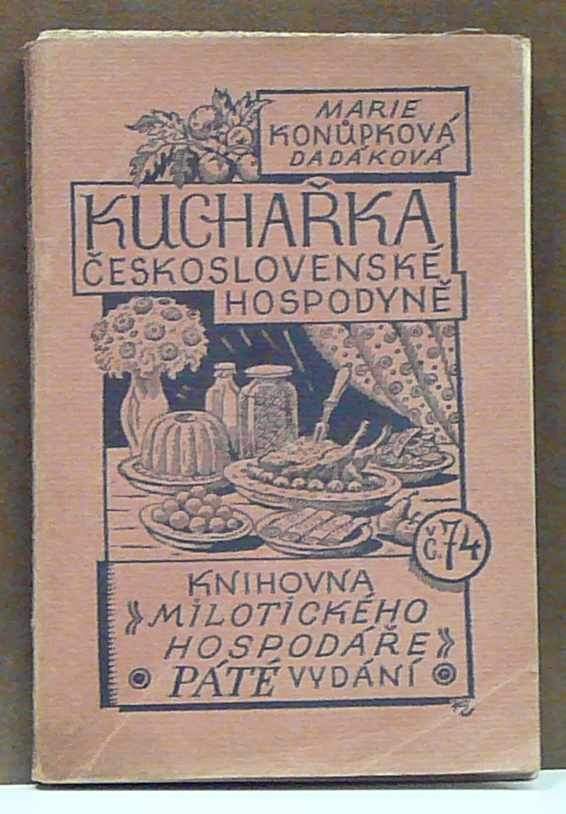 MARIE
KONŮPKOVÁ
DADÁKOVÁ
KUCHAŘKA
ČESKOSLOVENSKÉ
HOSPODYNĚ
Č. 74
KNIHOVNA
»MILOTICKÉHO
HOSPODÁŘE»
PÁTÉ VYDÁNÍ